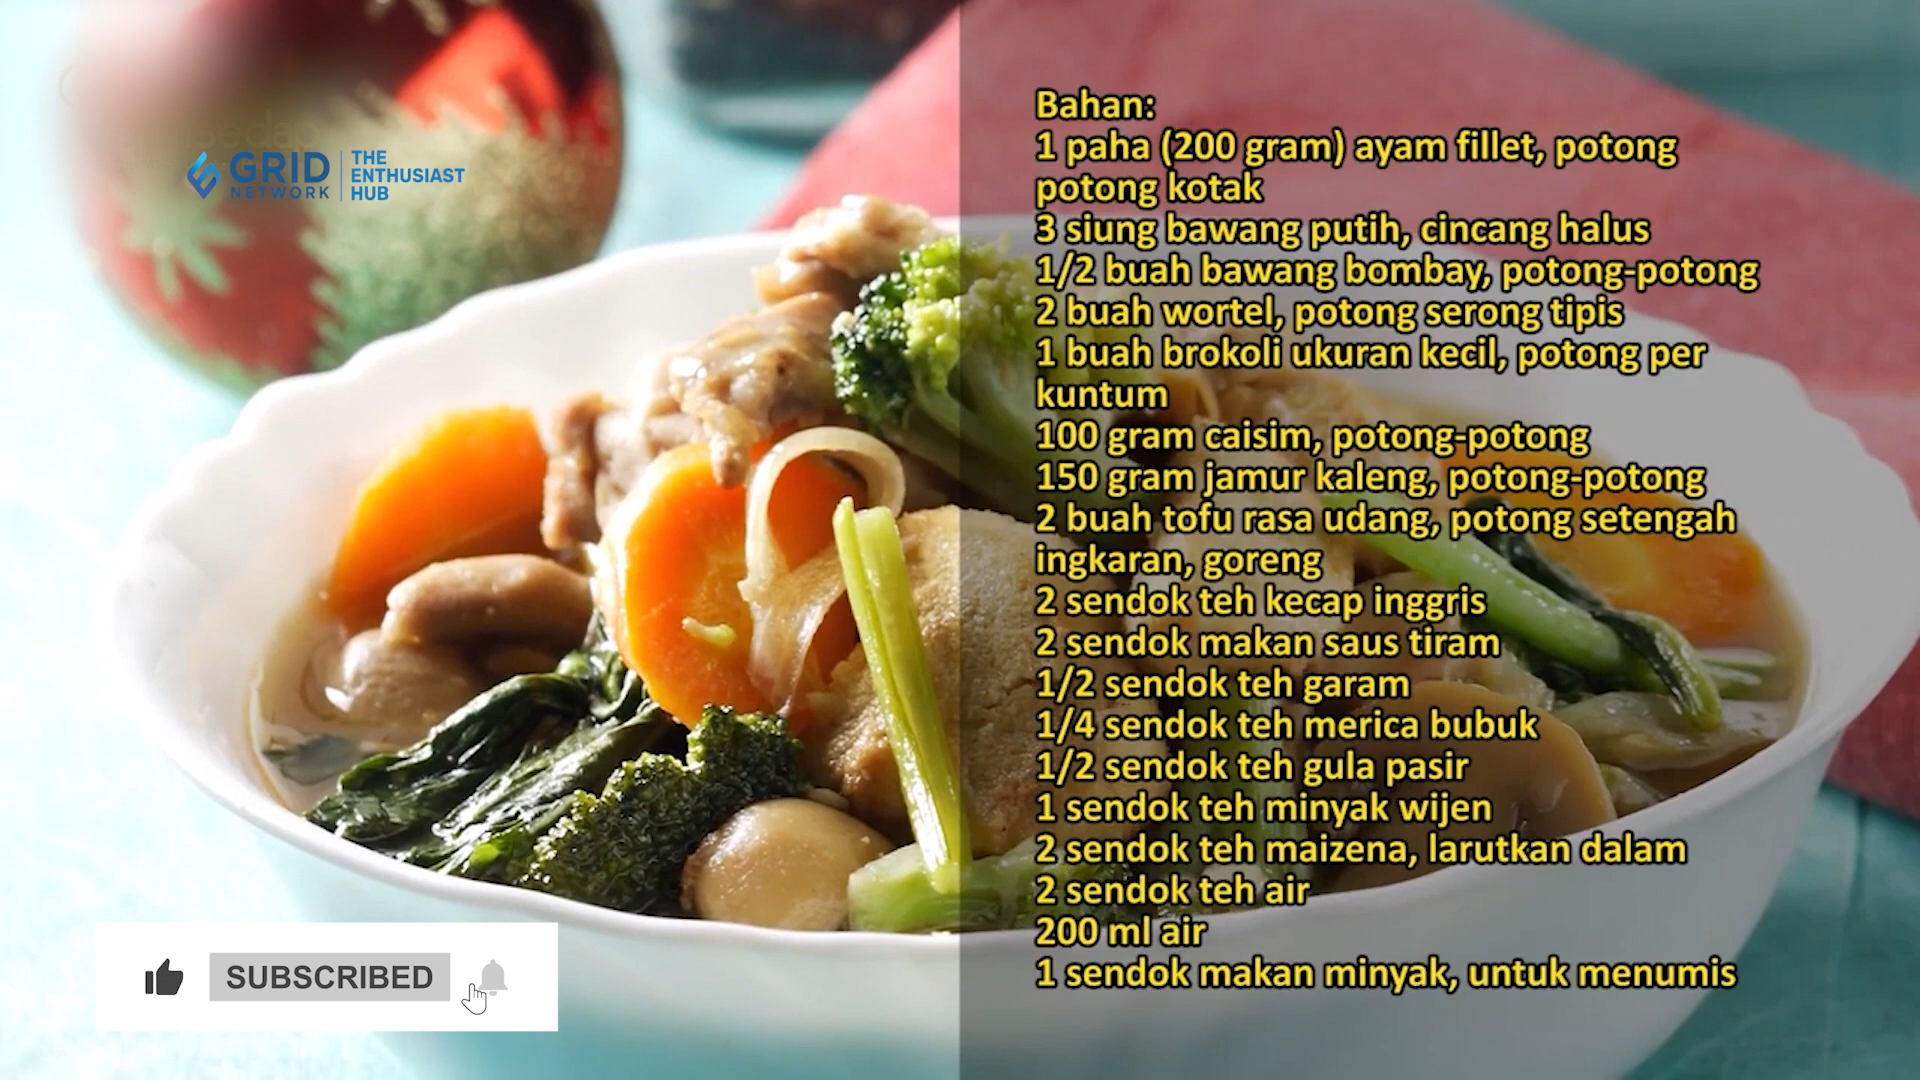 GRID
NETWORK
THE
ENTHUSIAST
HUB
Bahan:
1 paha (200 gram) ayam fillet, potong
potong kotak
3 siung bawang putih, cincang halus
1/2 buah bawang bombay, potong-potong
2 buah wortel, potong serong tipis
1 buah brokoli ukuran kecil, potong per
kuntum
100 gram caisim, potong-potong
150 gram jamur kaleng, potong-potong
2 buah tofu rasa udang, potong setengah
ingkaran, goreng
2 sendok teh kecap inggris
2 sendok makan saus tiram
1/2 sendok teh garam
1/4 sendok teh merica bubuk
1/2 sendok teh gula pasir
1 sendok teh minyak wijen
2 sendok teh maizena, larutkan dalam
2 sendok teh air
200 ml air
1 sendok makan minyak, untuk menumis
SUBSCRIBED